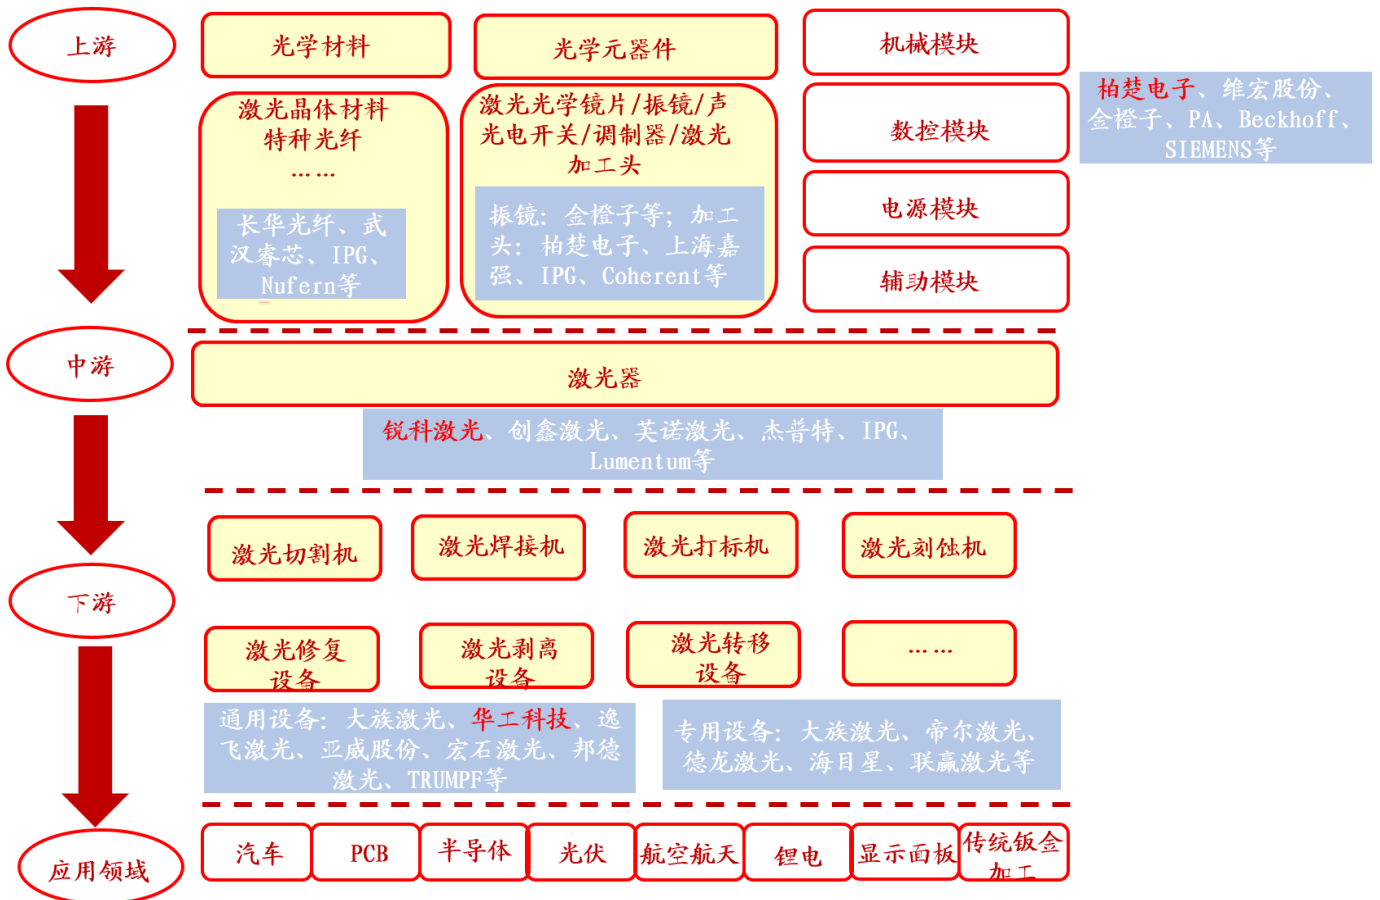 上游
光学材料
光学元器件
机械模块
激光晶体材料
特种光纤
……
长华光纤、武
汉睿芯、IPG、
Nufern等
激光光学镜片/振镜/声
光电开关/调制器/激光
加工头
振镜：金橙子等；加工
头：柏楚电子、上海嘉
强、IPG、Coherent等
数控模块
电源模块
辅助模块
柏楚电子、维宏股份、
金橙子、PA、Beckhoff、
SIEMENS等
中游
激光器
锐科激光、创鑫激光、英诺激光、杰普特、IPG、
Lumentum等
下游
激光切割机
激光焊接机
激光打标机
激光刻蚀机
激光修复
设备
激光剥离
设备
激光转移
设备
……
通用设备：大族激光、华工科技、逸
飞激光、亚威股份、宏石激光、邦德
激光、TRUMPF等
专用设备：大族激光、帝尔激光、
德龙激光、海目星、联赢激光等
应用领域
汽车
PCB
半导体
光伏
航空航天
锂电
显示面板
传统钣金
加工